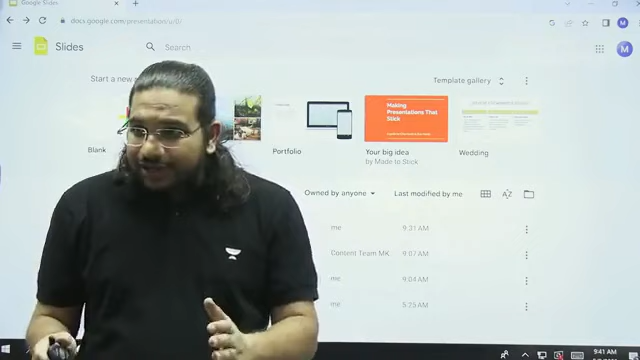 Google Slides
docs.google.com/presentation/u/0/
Slides
Search
M
Start a new
Template gallery
Making
Presentations That
Stick
Blank
Portfolio
Your big idea
by Made to Stick
Wedding
Owned by anyone
Last modified by me
me 9:31 AM
Content Team MK 9:07 AM
me 9:04 AM
me 5:25 AM
9:41 AM